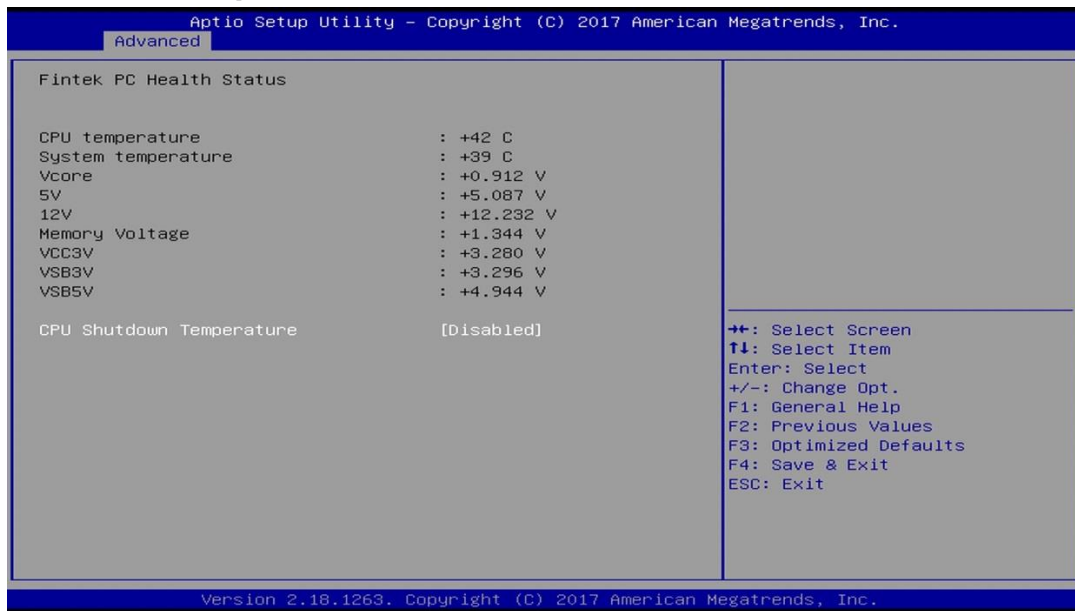 Aptio Setup Utility – Copyright (C) 2017 American Megatrends, Inc.
Advanced
Fintek PC Health Status
CPU temperature : +42 C
System temperature : +39 C
Vcore : +0.912 V
5V : +5.087 V
12V : +12.232 V
Memory Voltage : +1.344 V
VCC3V : +3.280 V
VSB3V : +3.296 V
VSB5V : +4.944 V
CPU Shutdown Temperature [Disabled]
→←: Select Screen
↑↓: Select Item
Enter: Select
+/-: Change Opt.
F1: General Help
F2: Previous Values
F3: Optimized Defaults
F4: Save & Exit
ESC: Exit
Version 2.18.1263. Copyright (C) 2017 American Megatrends, Inc.